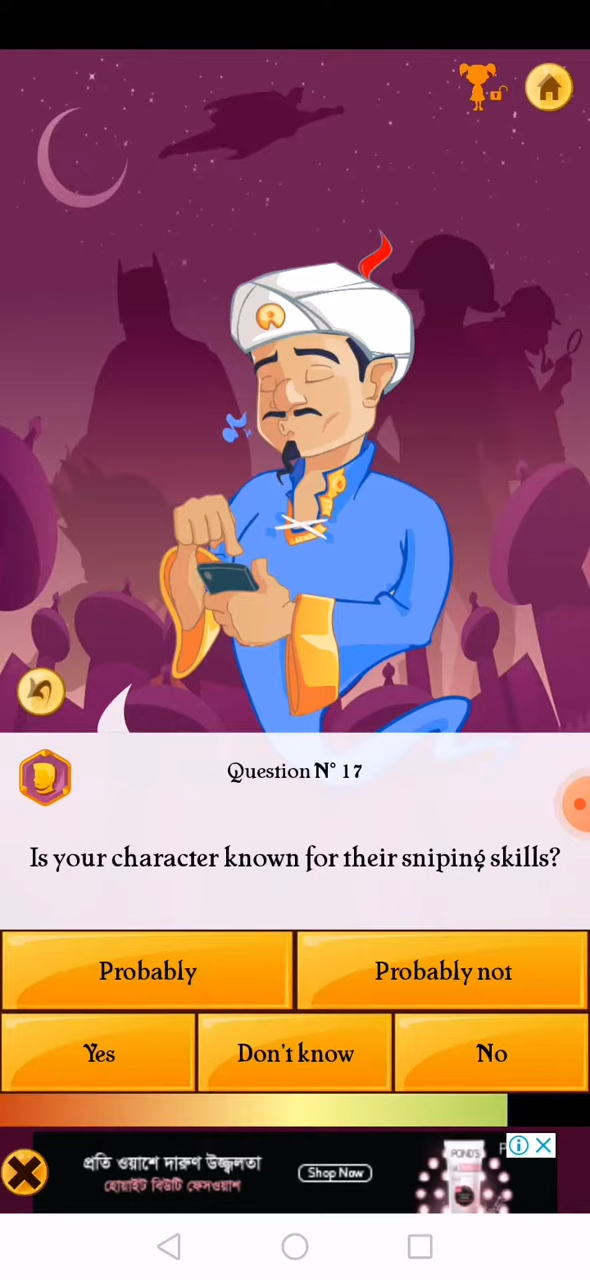 Question N° 17
Is your character known for their sniping skills?
Probably
Probably not
Yes
Don't know
No
প্রতি ওয়াশে দারুণ উজ্জ্বলতা
হোয়াইট বিউটি ফেসওয়াশ
Shop Now
POND'S